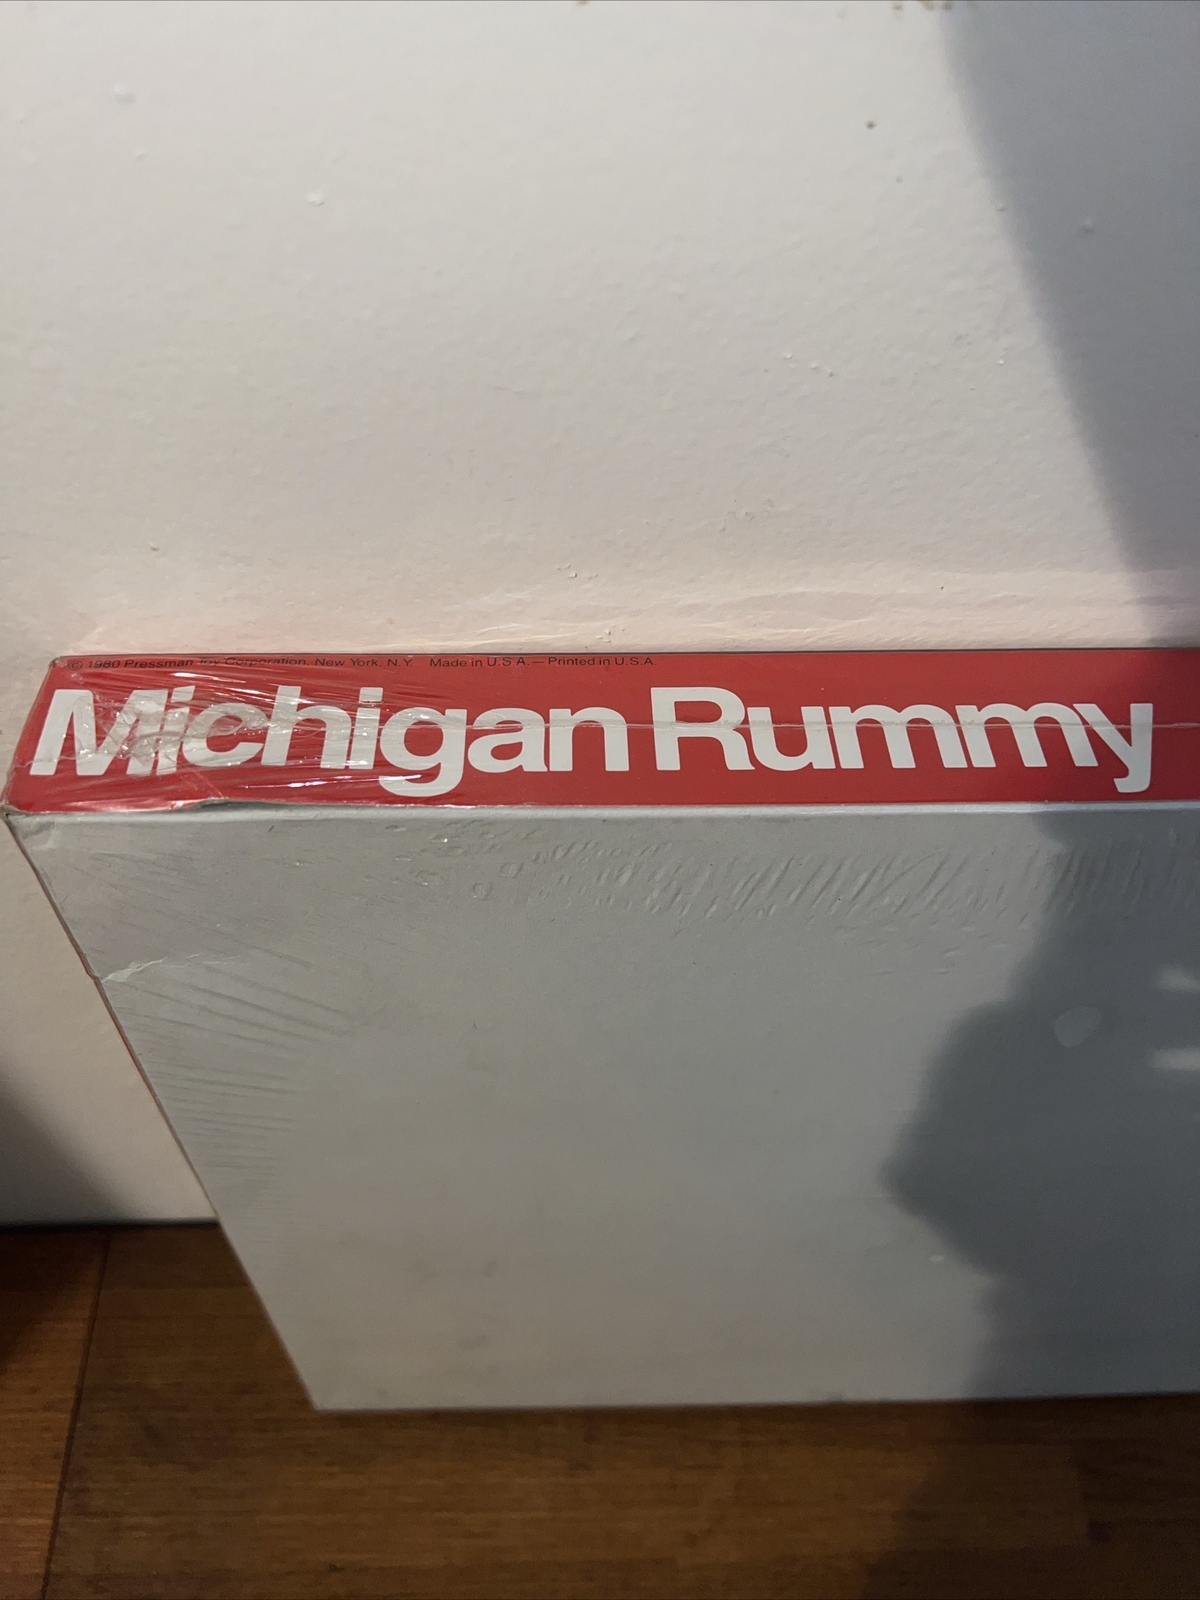 © 1980 Pressman Toy Corporation, New York, N.Y. Made in U.S.A. — Printed in U.S.A.
Michigan Rummy